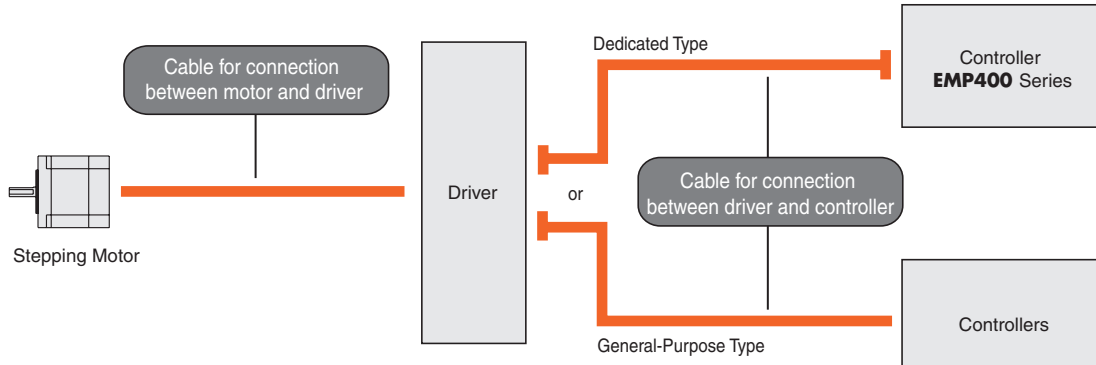 Cable for connection
between motor and driver
Stepping Motor
Driver
Dedicated Type
or
Cable for connection
between driver and controller
General-Purpose Type
Controller
EMP400 Series
Controllers